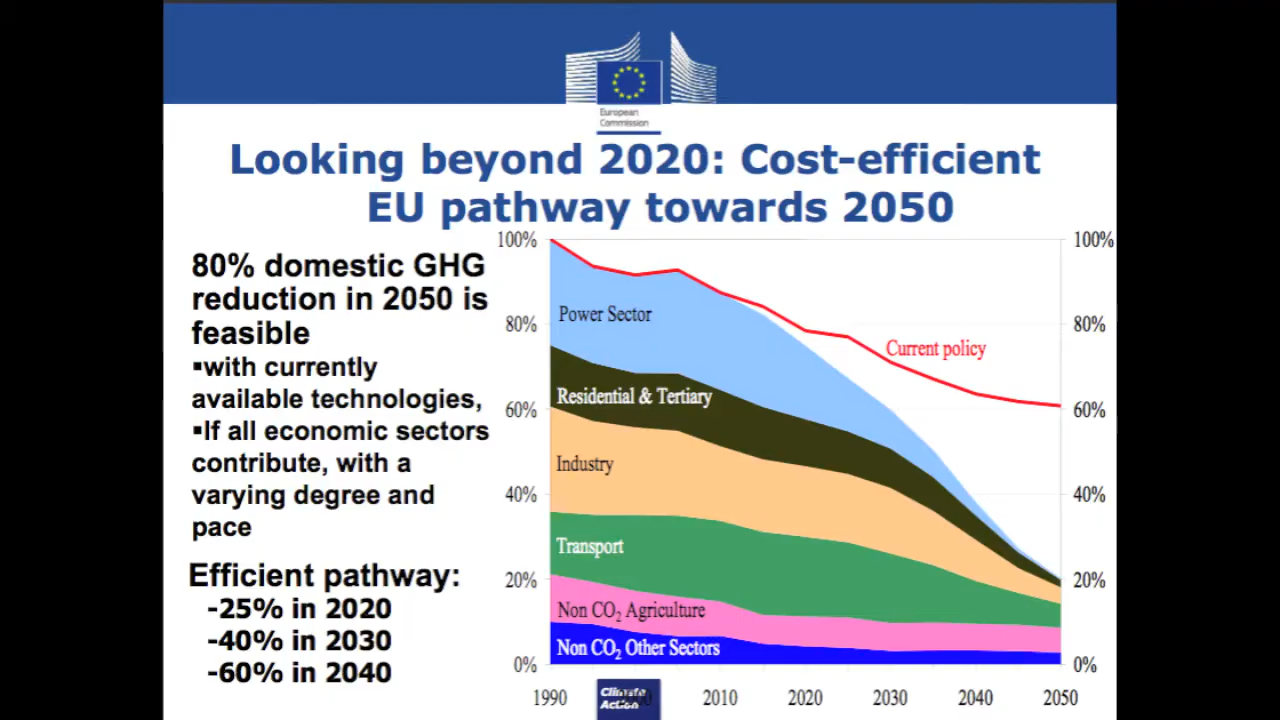 European
Commission
Looking beyond 2020: Cost-efficient
EU pathway towards 2050
80% domestic GHG
reduction in 2050 is
feasible
▪with currently
available technologies,
▪If all economic sectors
contribute, with a
varying degree and
pace
Efficient pathway:
-25% in 2020
-40% in 2030
-60% in 2040
100%
80%
60%
40%
20%
0%
Power Sector
Current policy
Residential & Tertiary
Industry
Transport
Non CO₂ Agriculture
Non CO₂ Other Sectors
100%
80%
60%
40%
20%
0%
1990 2010 2020 2030 2040 2050
Climate
Action